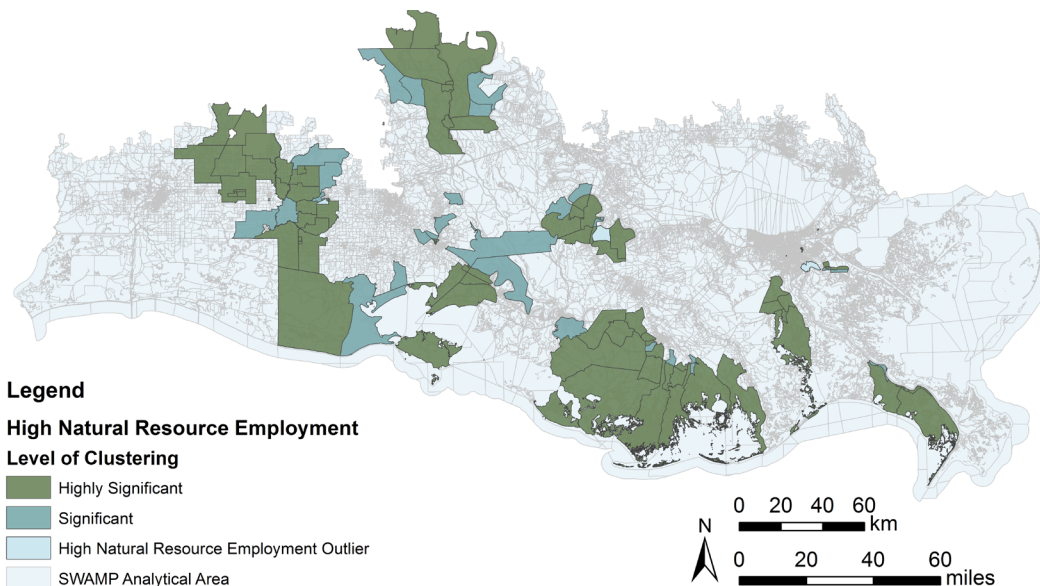 Legend
High Natural Resource Employment
Level of Clustering
Highly Significant
Significant
High Natural Resource Employment Outlier
SWAMP Analytical Area
N
0 20 40 60
km
0 20 40 60
miles